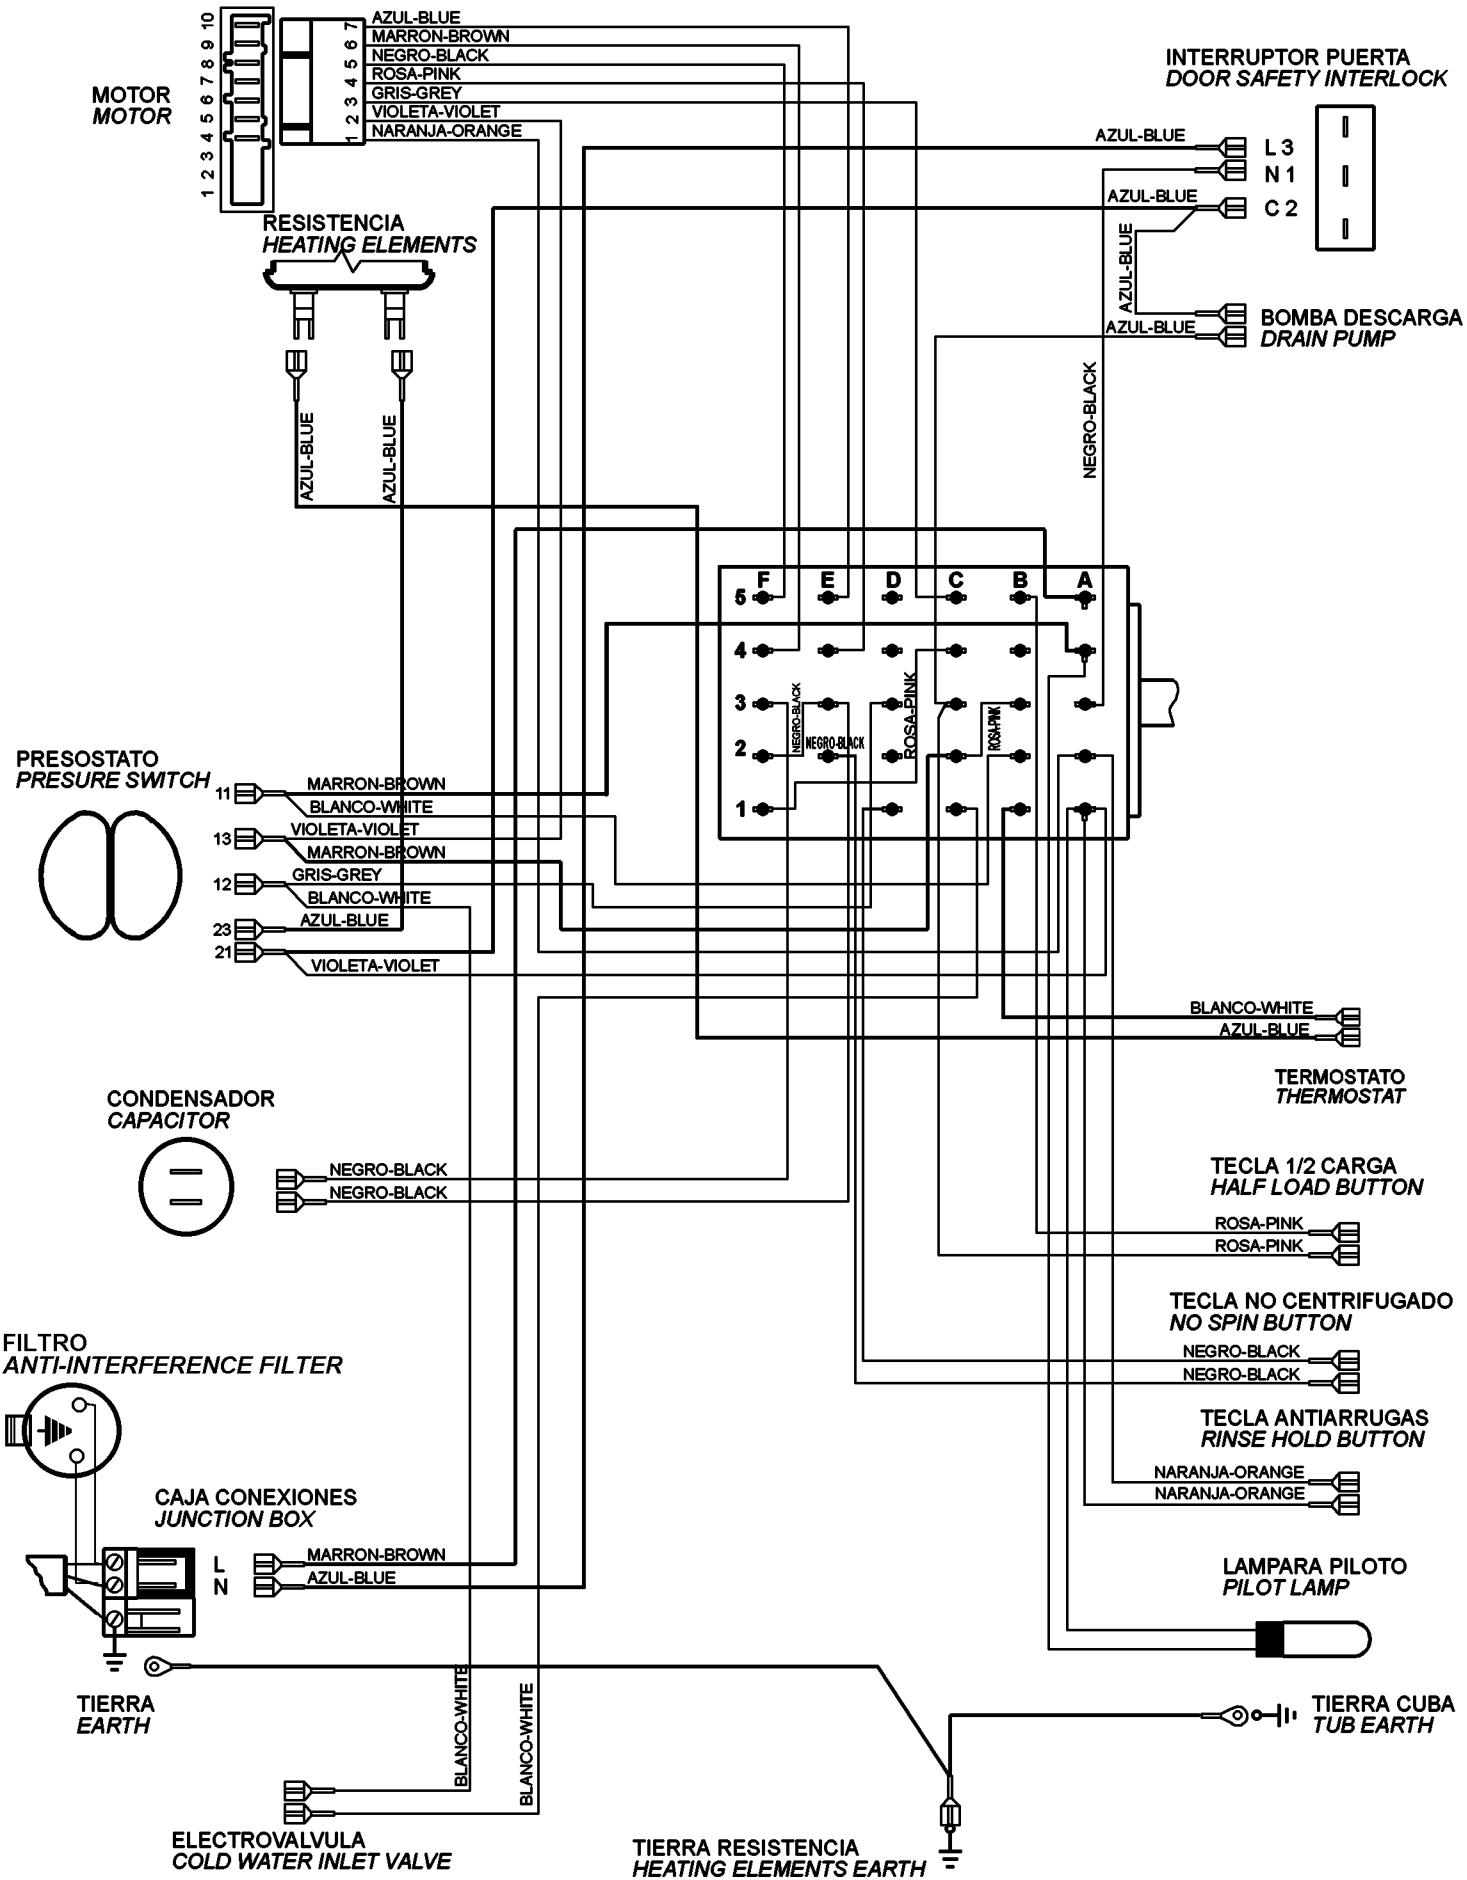 AZUL-BLUE
MARRON-BROWN
NEGRO-BLACK
ROSA-PINK
GRIS-GREY
VIOLETA-VIOLET
NARANJA-ORANGE
10
9
8
7
6
5
4
3
2
1
7
6
5
4
3
2
1
MOTOR
MOTOR
INTERRUPTOR PUERTA
DOOR SAFETY INTERLOCK
AZUL-BLUE
L 3
N 1
AZUL-BLUE
C 2
AZUL-BLUE
AZUL-BLUE
BOMBA DESCARGA
DRAIN PUMP
NEGRO-BLACK
RESISTENCIA
HEATING ELEMENTS
AZUL-BLUE
AZUL-BLUE
F E D C B A
5
4
3
2
1
NEGRO-BLACK
NEGRO-BLACK
ROSA-PINK
ROSA-PINK
PRESOSTATO
PRESURE SWITCH
11
MARRON-BROWN
BLANCO-WHITE
13
VIOLETA-VIOLET
MARRON-BROWN
12
GRIS-GREY
BLANCO-WHITE
23
AZUL-BLUE
21
VIOLETA-VIOLET
BLANCO-WHITE
AZUL-BLUE
TERMOSTATO
THERMOSTAT
CONDENSADOR
CAPACITOR
NEGRO-BLACK
NEGRO-BLACK
TECLA 1/2 CARGA
HALF LOAD BUTTON
ROSA-PINK
ROSA-PINK
TECLA NO CENTRIFUGADO
NO SPIN BUTTON
NEGRO-BLACK
NEGRO-BLACK
FILTRO
ANTI-INTERFERENCE FILTER
TECLA ANTIARRUGAS
RINSE HOLD BUTTON
NARANJA-ORANGE
NARANJA-ORANGE
CAJA CONEXIONES
JUNCTION BOX
L
MARRON-BROWN
N
AZUL-BLUE
LAMPARA PILOTO
PILOT LAMP
TIERRA
EARTH
BLANCO-WHITE
BLANCO-WHITE
TIERRA CUBA
TUB EARTH
ELECTROVALVULA
COLD WATER INLET VALVE
TIERRA RESISTENCIA
HEATING ELEMENTS EARTH